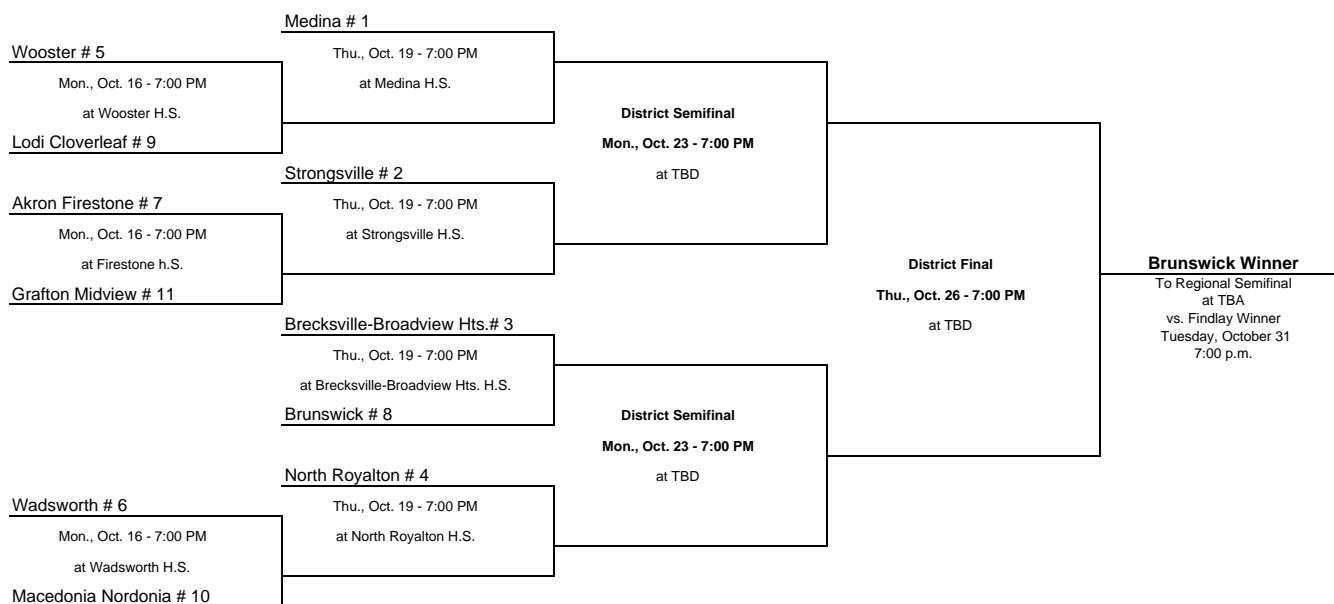 Medina # 1
Wooster # 5
Thu., Oct. 19 - 7:00 PM
Mon., Oct. 16 - 7:00 PM
at Medina H.S.
at Wooster H.S.
District Semifinal
Lodi Cloverleaf # 9
Mon., Oct. 23 - 7:00 PM
Strongsville # 2
at TBD
Akron Firestone # 7
Thu., Oct. 19 - 7:00 PM
Mon., Oct. 16 - 7:00 PM
at Strongsville H.S.
at Firestone h.S.
District Final
Brunswick Winner
Grafton Midview # 11
Thu., Oct. 26 - 7:00 PM
To Regional Semifinal
at TBA
vs. Findlay Winner
Tuesday, October 31
7:00 p.m.
Brecksville-Broadview Hts.# 3
at TBD
Thu., Oct. 19 - 7:00 PM
at Brecksville-Broadview Hts. H.S.
Brunswick # 8
District Semifinal
Mon., Oct. 23 - 7:00 PM
North Royalton # 4
at TBD
Wadsworth # 6
Thu., Oct. 19 - 7:00 PM
Mon., Oct. 16 - 7:00 PM
at North Royalton H.S.
at Wadsworth H.S.
Macedonia Nordonia # 10